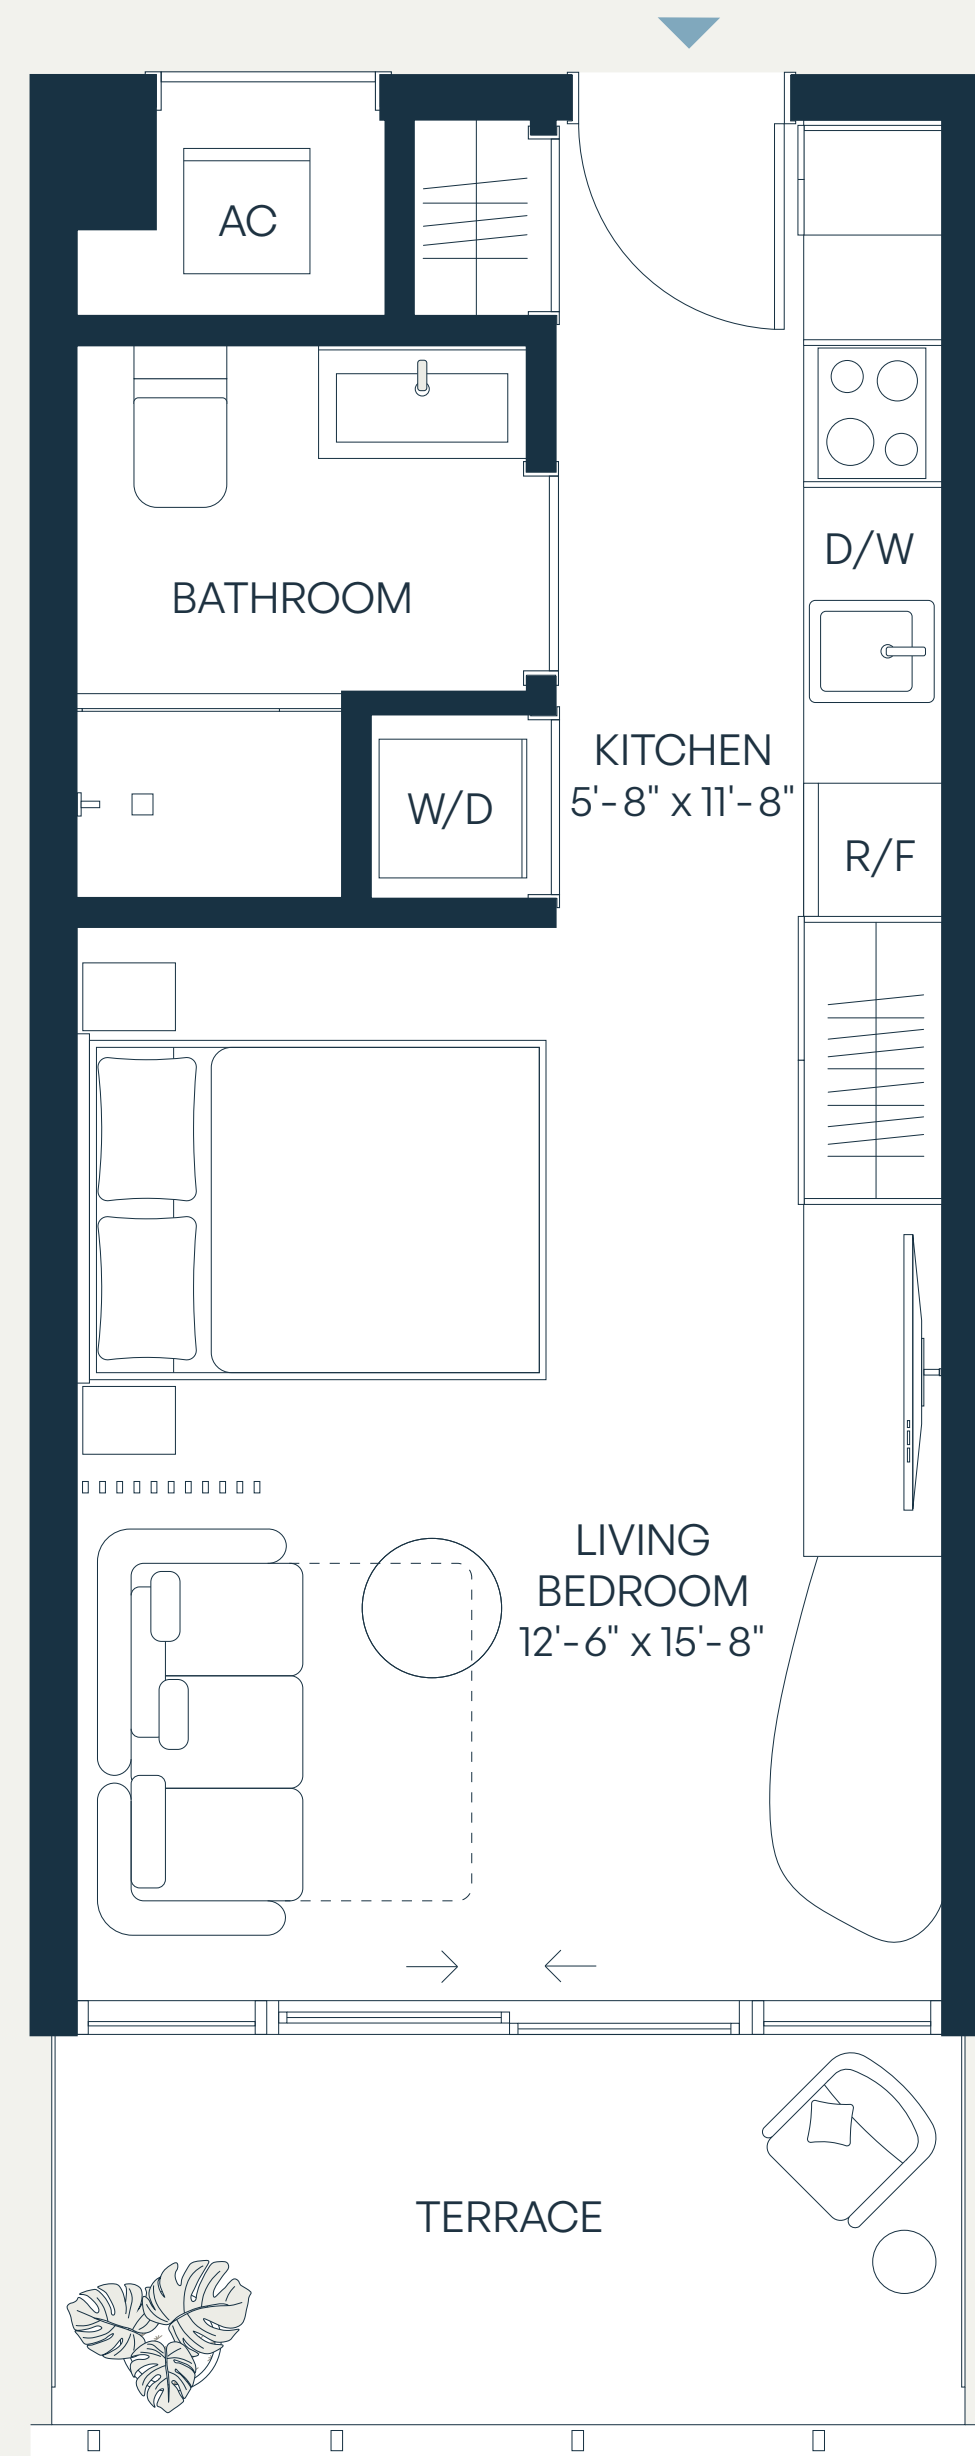 AC
BATHROOM
D/W
KITCHEN
5'-8" x 11'-8"
W/D
R/F
LIVING
BEDROOM
12'-6" x 15'-8"
TERRACE